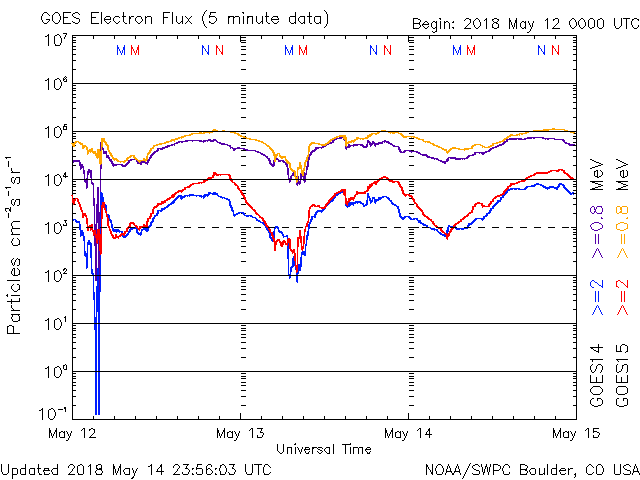 GOES Electron Flux (5 minute data)
Begin: 2018 May 12 0000 UTC
10⁷
M M N N M M N N M M N N
10⁶
10⁵
10⁴
10³
10²
10¹
10⁰
10⁻¹
Particles cm⁻²s⁻¹sr⁻¹
May 12 May 13 May 14 May 15
Universal Time
GOES14 >=2 >=0.8 MeV
GOES15 >=2 >=0.8 MeV
Updated 2018 May 14 23:56:03 UTC
NOAA/SWPC Boulder, CO USA